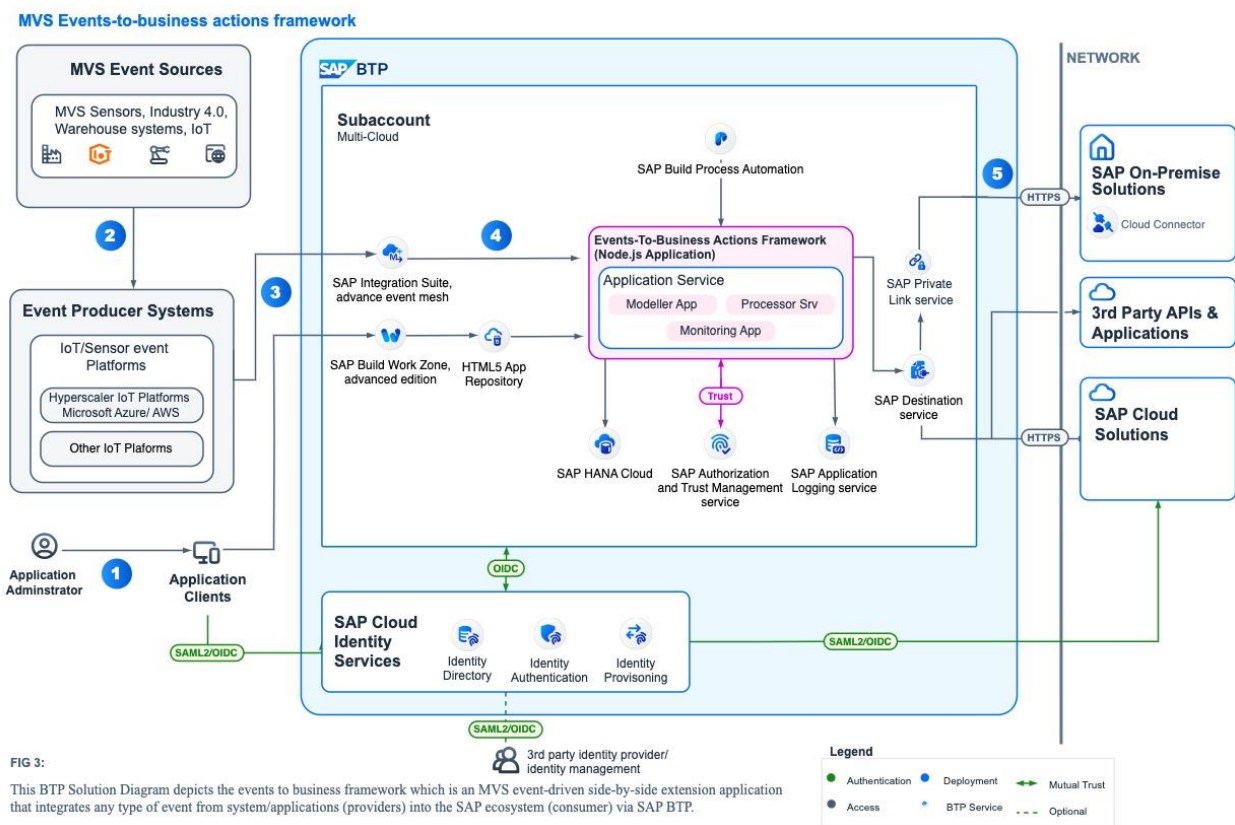 MVS Events-to-business actions framework
MVS Event Sources
MVS Sensors, Industry 4.0,
Warehouse systems, IoT
IoT
2
Event Producer Systems
IoT/Sensor event
Platforms
Hyperscaler IoT Platforms
Microsoft Azure/ AWS
Other IoT Plaforms
3
Application
Adminstrator
1
Application
Clients
SAML2/OIDC
SAP BTP
Subaccount
Multi-Cloud
SAP Build Process Automation
4
SAP Integration Suite,
advance event mesh
SAP Build Work Zone,
advanced edition
HTML5 App
Repository
Events-To-Business Actions Framework
(Node.js Application)
Application Service
Modeller App
Processor Srv
Monitoring App
Trust
SAP HANA Cloud
SAP Authorization
and Trust Management
service
SAP Application
Logging service
SAP Private
Link service
SAP Destination
service
5
NETWORK
HTTPS
SAP On-Premise
Solutions
Cloud Connector
3rd Party APIs &
Applications
HTTPS
SAP Cloud
Solutions
OIDC
SAP Cloud
Identity
Services
Identity
Directory
Identity
Authentication
Identity
Provisoning
SAML2/OIDC
SAML2/OIDC
3rd party identity provider/
identity management
FIG 3:
This BTP Solution Diagram depicts the events to business framework which is an MVS event-driven side-by-side extension application
that integrates any type of event from system/applications (providers) into the SAP ecosystem (consumer) via SAP BTP.
Legend
Authentication
Deployment
Mutual Trust
Access
BTP Service
Optional